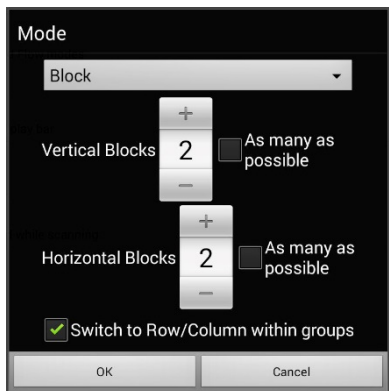 Mode
Block
+
Vertical Blocks 2 As many as
possible
−
+
Horizontal Blocks 2 As many as
possible
−
Switch to Row/Column within groups
OK Cancel